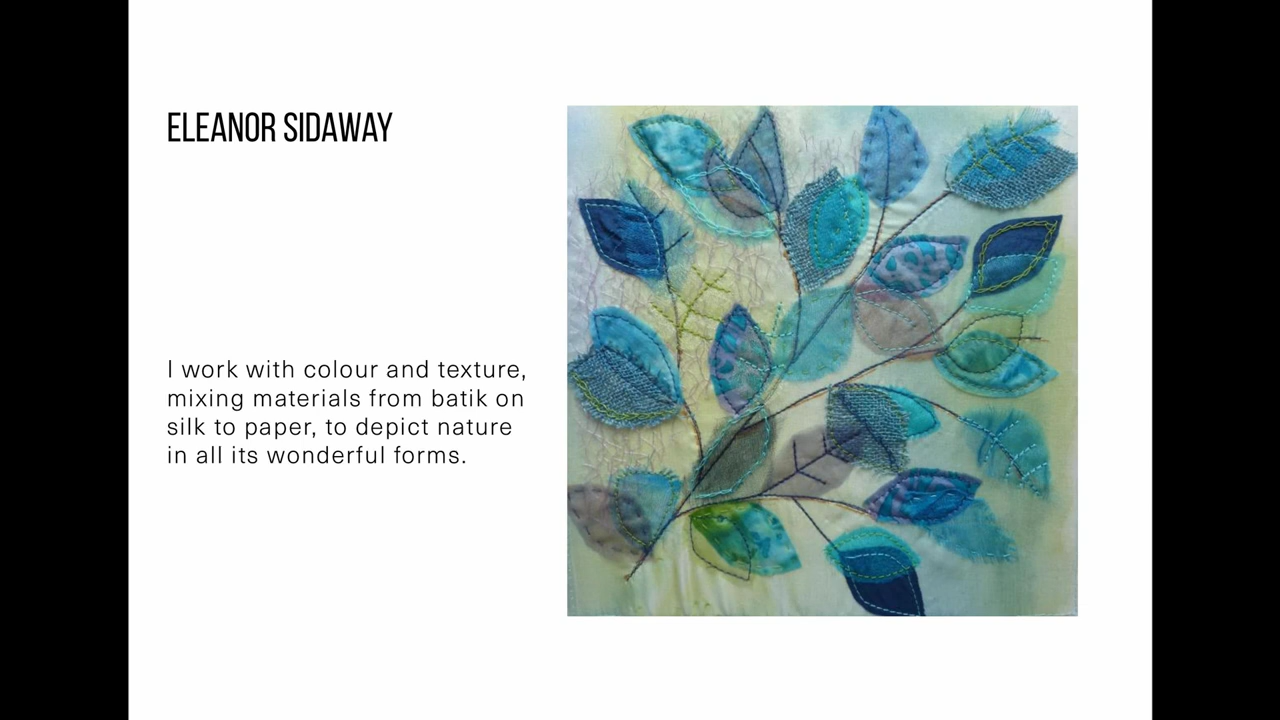 ELEANOR SIDAWAY
I work with colour and texture,
mixing materials from batik on
silk to paper, to depict nature
in all its wonderful forms.